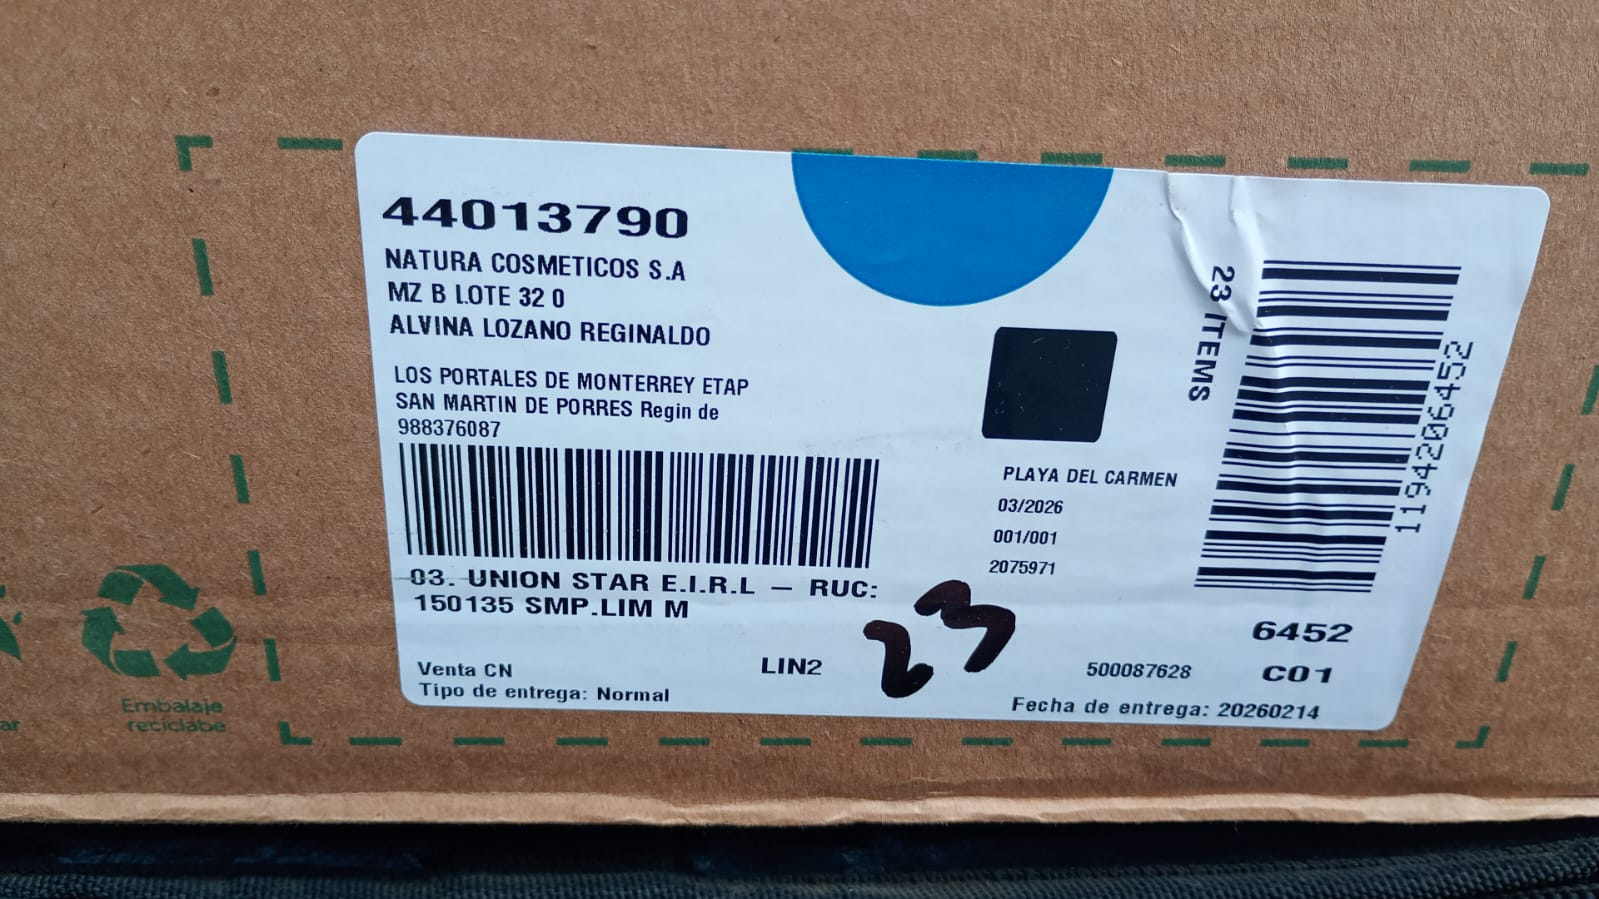 44013790
NATURA COSMETICOS S.A
MZ B LOTE 32 0
ALVINA LOZANO REGINALDO
LOS PORTALES DE MONTERREY ETAP
SAN MARTIN DE PORRES Regin de
988376087
03. UNION STAR E.I.R.L – RUC:
150135 SMP.LIM M
Venta CN
Tipo de entrega: Normal
LIN2
23
PLAYA DEL CARMEN
03/2026
001/001
2075971
23 ITEMS
1194206452
6452
500087628
C01
Fecha de entrega: 20260214
Embalaje
reciclabe
ar